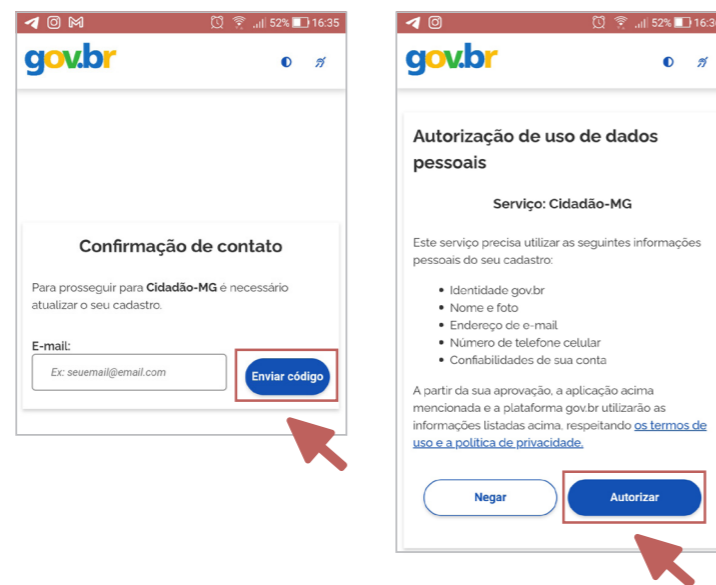 52% 16:35
gov.br
Confirmação de contato
Para prosseguir para Cidadão-MG é necessário
atualizar o seu cadastro.
E-mail:
Ex: seuemail@email.com
Enviar código
52% 16:3
gov.br
Autorização de uso de dados
pessoais
Serviço: Cidadão-MG
Este serviço precisa utilizar as seguintes informações
pessoais do seu cadastro:
Identidade gov.br
Nome e foto
Endereço de e-mail
Número de telefone celular
Confiabilidades de sua conta
A partir da sua aprovação, a aplicação acima
mencionada e a plataforma gov.br utilizarão as
informações listadas acima, respeitando os termos de
uso e a política de privacidade.
Negar
Autorizar